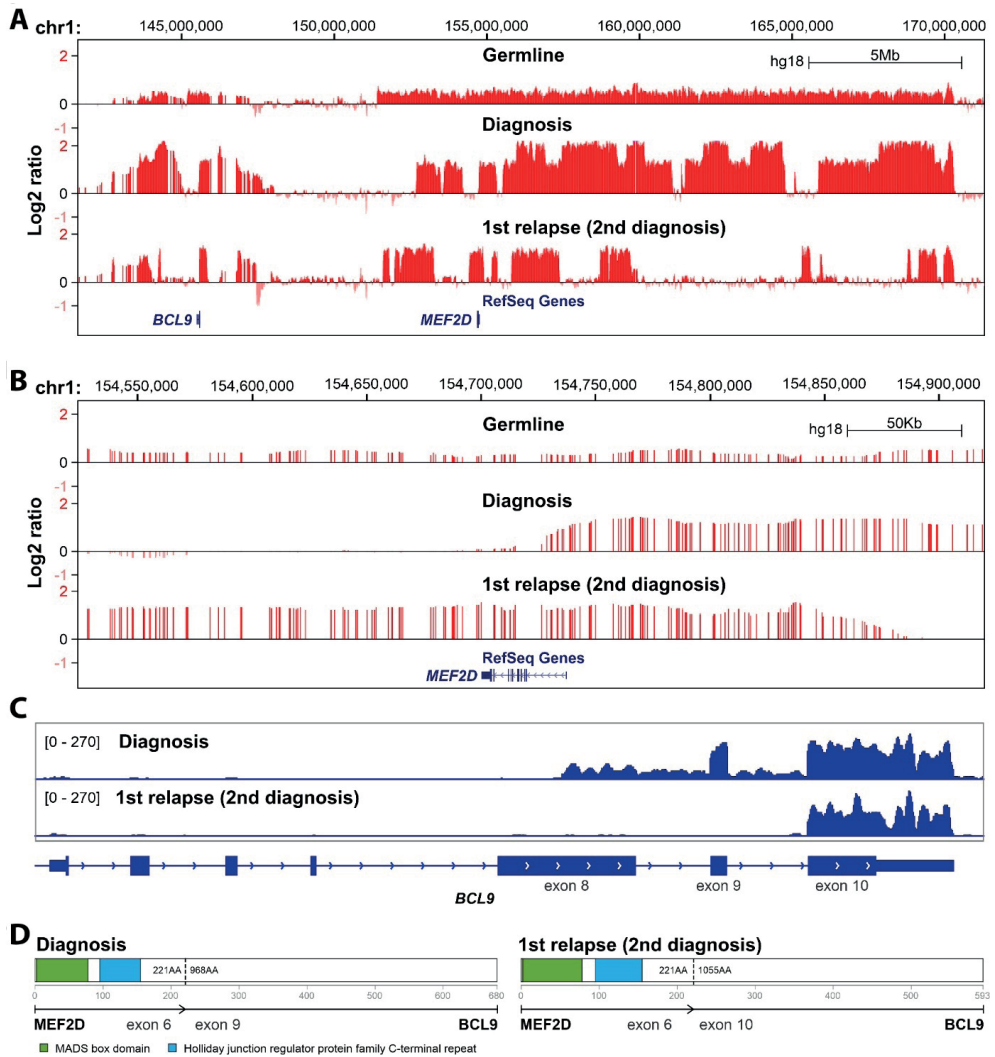 A
chr1:
145,000,000
150,000,000
155,000,000
160,000,000
165,000,000
170,000,000
Log2 ratio
2
Germline
hg18
5Mb
0
-1
Diagnosis
2
0
-1
1st relapse (2nd diagnosis)
2
0
-1
RefSeq Genes
BCL9
MEF2D
B
chr1:
154,550,000
154,600,000
154,650,000
154,700,000
154,750,000
154,800,000
154,850,000
154,900,000
Log2 ratio
2
Germline
hg18
50Kb
0
-1
Diagnosis
2
0
-1
1st relapse (2nd diagnosis)
2
0
-1
RefSeq Genes
MEF2D
C
[0 - 270] Diagnosis
[0 - 270] 1st relapse (2nd diagnosis)
exon 8
exon 9
exon 10
BCL9
D
Diagnosis
221AA
968AA
0 100 200 300 400 500 600 680
MEF2D
exon 6
exon 9
BCL9
1st relapse (2nd diagnosis)
221AA
1055AA
0 100 200 300 400 500 593
MEF2D
exon 6
exon 10
BCL9
MADS box domain
Holliday junction regulator protein family C-terminal repeat